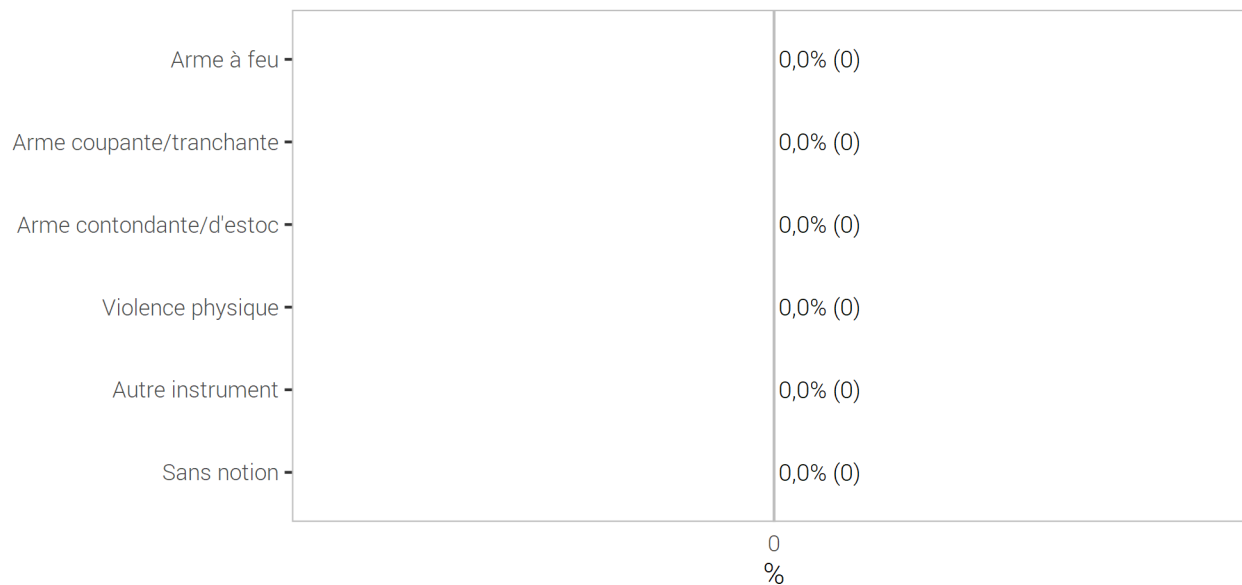 Arme à feu 0,0% (0)
Arme coupante/tranchante 0,0% (0)
Arme contondante/d'estoc 0,0% (0)
Violence physique 0,0% (0)
Autre instrument 0,0% (0)
Sans notion 0,0% (0)
0
%